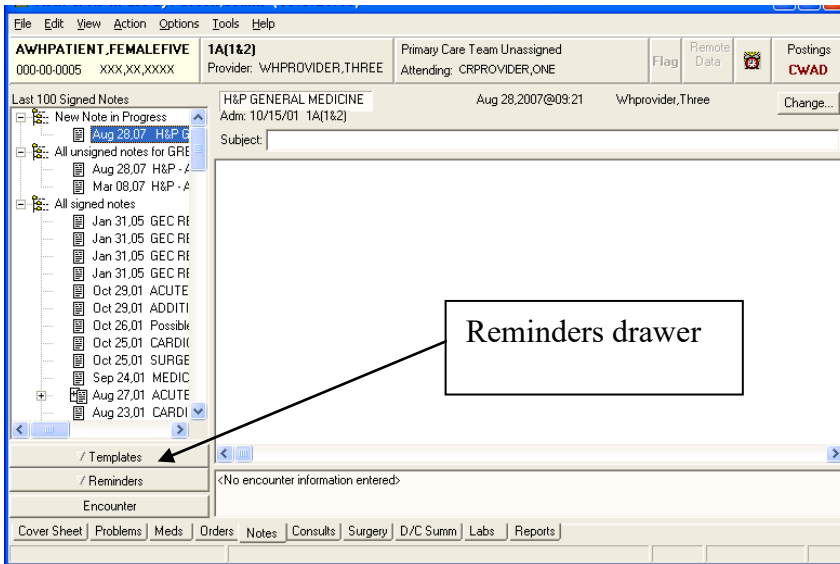 File Edit View Action Options Tools Help
AWHPATIENT,FEMALEFIVE
000-00-0005 XXX,XX,XXXX
1A(1&2)
Provider: WHPROVIDER,THREE
Primary Care Team Unassigned
Attending: CRPROVIDER,ONE
Flag
Remote
Data
Postings
CWAD
Last 100 Signed Notes
New Note in Progress
Aug 28,07 H&P G
All unsigned notes for GRE
Aug 28,07 H&P - A
Mar 08,07 H&P - A
All signed notes
Jan 31,05 GEC RE
Jan 31,05 GEC RE
Jan 31,05 GEC RE
Jan 31,05 GEC RE
Oct 29,01 ACUTE
Oct 29,01 ADDITI
Oct 26,01 Possible
Oct 25,01 CARDI
Oct 25,01 SURGE
Sep 24,01 MEDIC
Aug 27,01 ACUTE
Aug 23,01 CARDI
/ Templates
/ Reminders
Encounter
H&P GENERAL MEDICINE Aug 28,2007@09:21 Whprovider,Three
Adm: 10/15/01 1A(1&2)
Change...
Subject:
Reminders drawer
<No encounter information entered>
Cover Sheet Problems Meds Orders Notes Consults Surgery D/C Summ Labs Reports